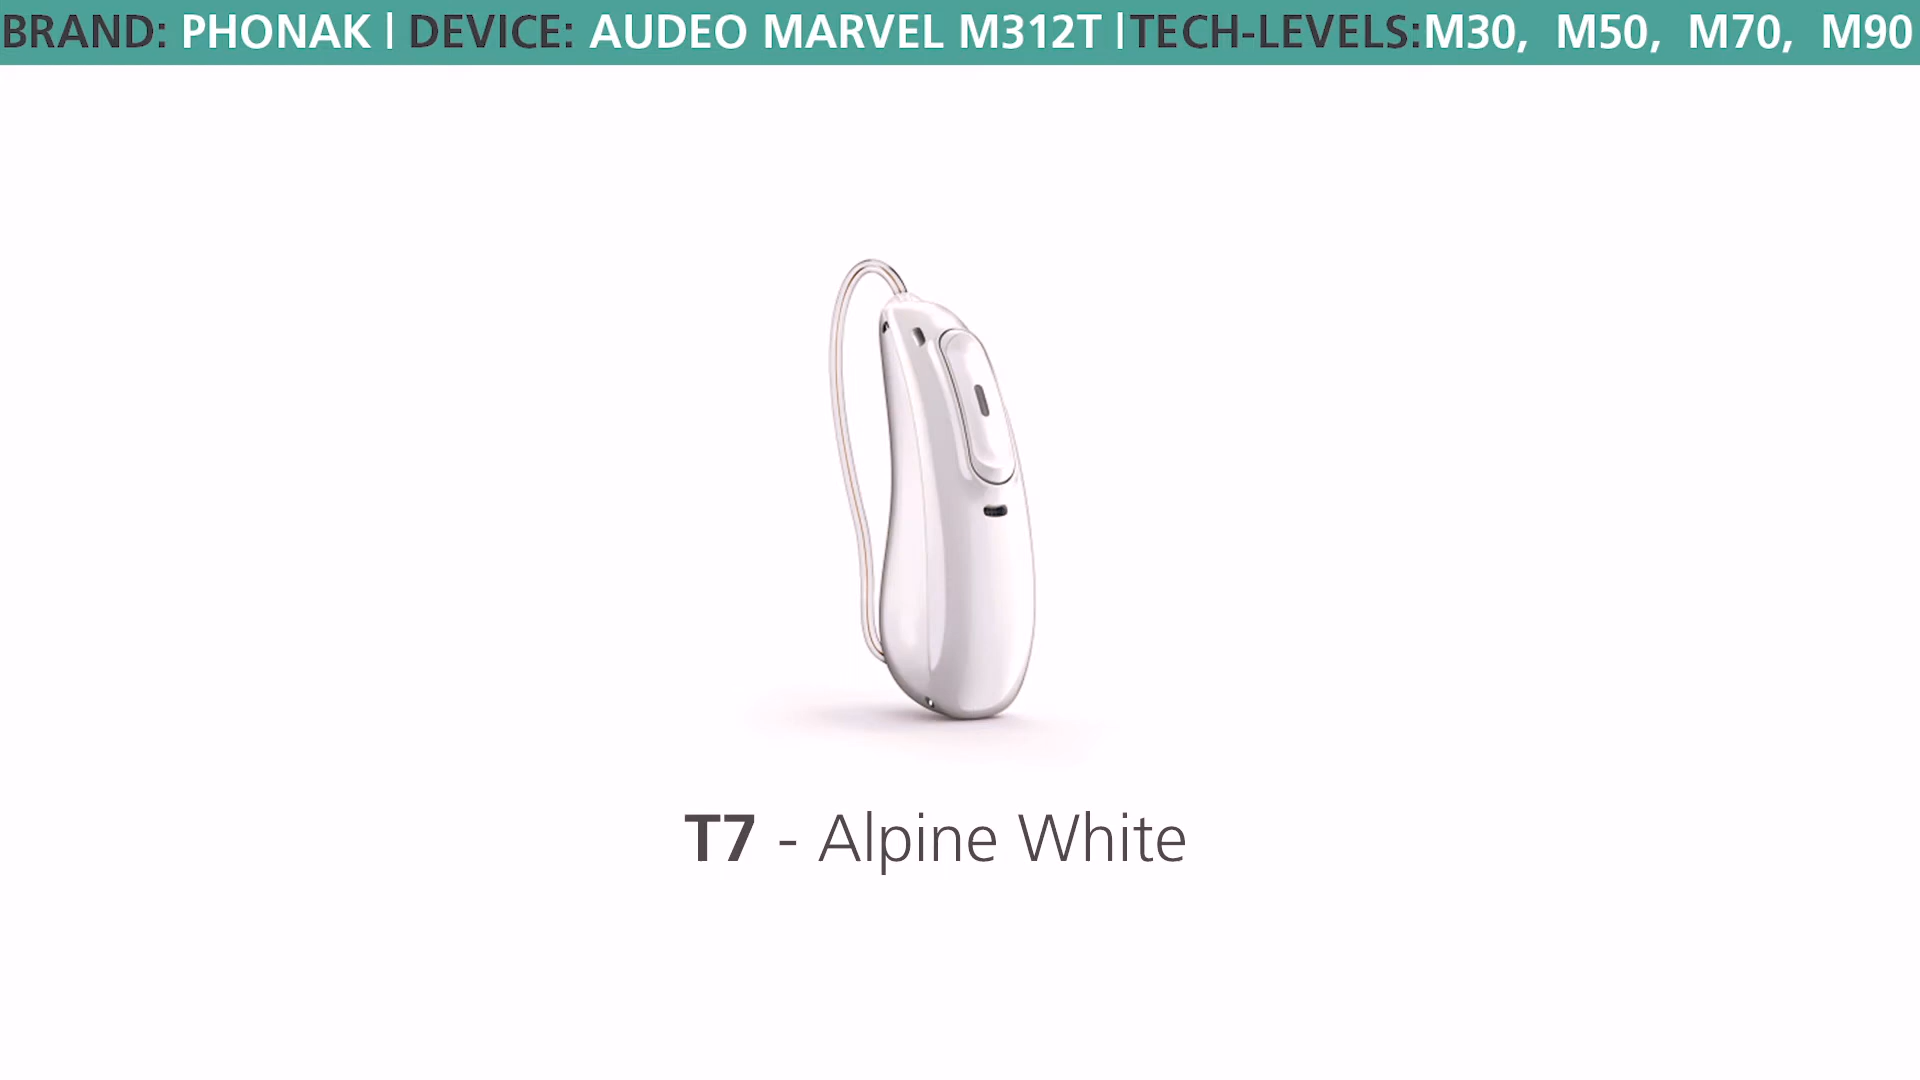 BRAND: PHONAK | DEVICE: AUDEO MARVEL M312T |TECH-LEVELS:M30, M50, M70, M90
T7 - Alpine White